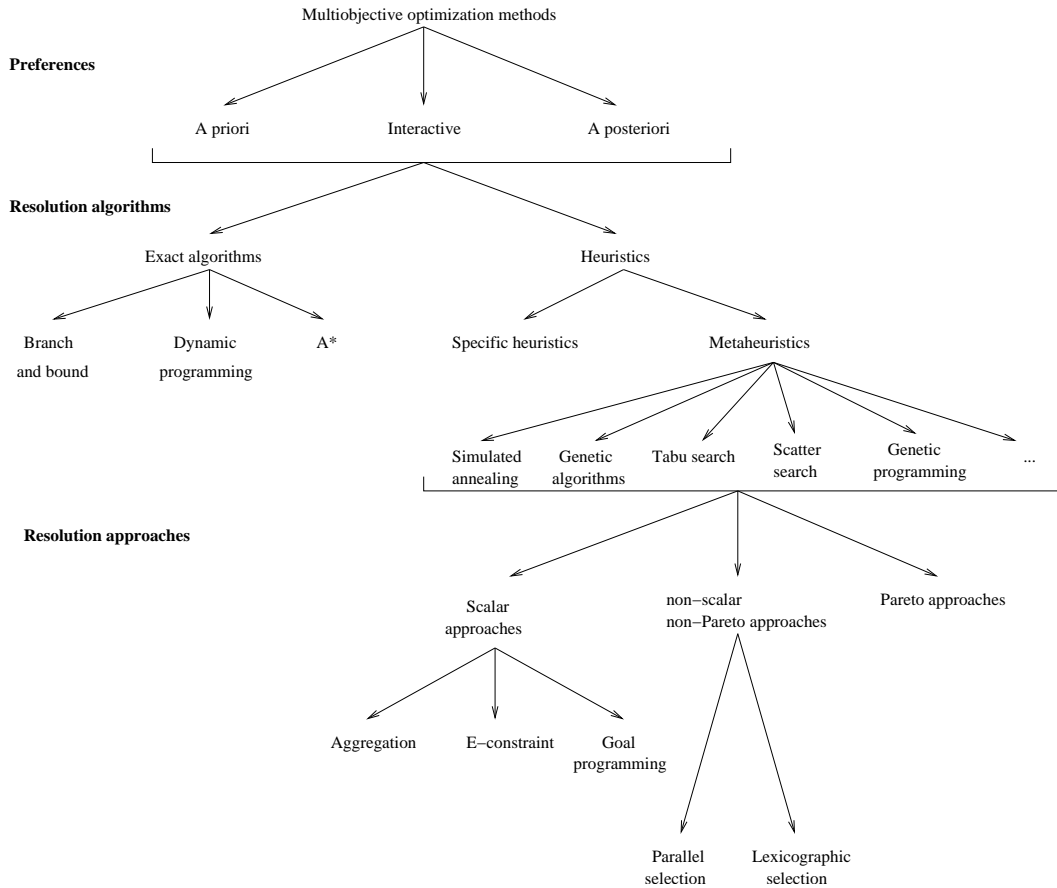 Multiobjective optimization methods
Preferences
A priori
Interactive
A posteriori
Resolution algorithms
Exact algorithms
Heuristics
Branch
and bound
Dynamic
programming
A*
Specific heuristics
Metaheuristics
Simulated
annealing
Genetic
algorithms
Tabu search
Scatter
search
Genetic
programming
...
Resolution approaches
Scalar
approaches
non−scalar
non−Pareto approaches
Pareto approaches
Aggregation
E−constraint
Goal
programming
Parallel
selection
Lexicographic
selection